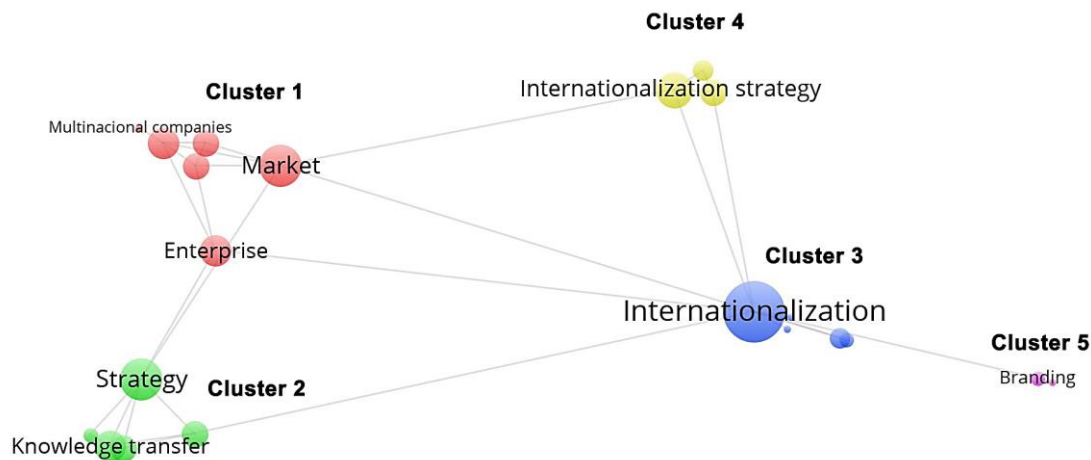 Cluster 4
Internationalization strategy
Cluster 1
Multinacional companies
Market
Enterprise
Cluster 3
Internationalization
Cluster 5
Branding
Strategy
Cluster 2
Knowledge transfer